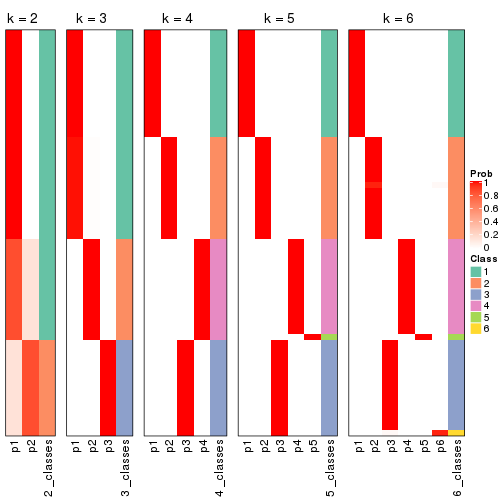 k = 2
k = 3
k = 4
k = 5
k = 6
Prob
1
0.8
0.6
0.4
0.2
0
Class
1
2
3
4
5
6
p1
p2
2_classes
p1
p2
p3
3_classes
p1
p2
p3
p4
4_classes
p1
p2
p3
p4
p5
5_classes
p1
p2
p3
p4
p5
p6
6_classes